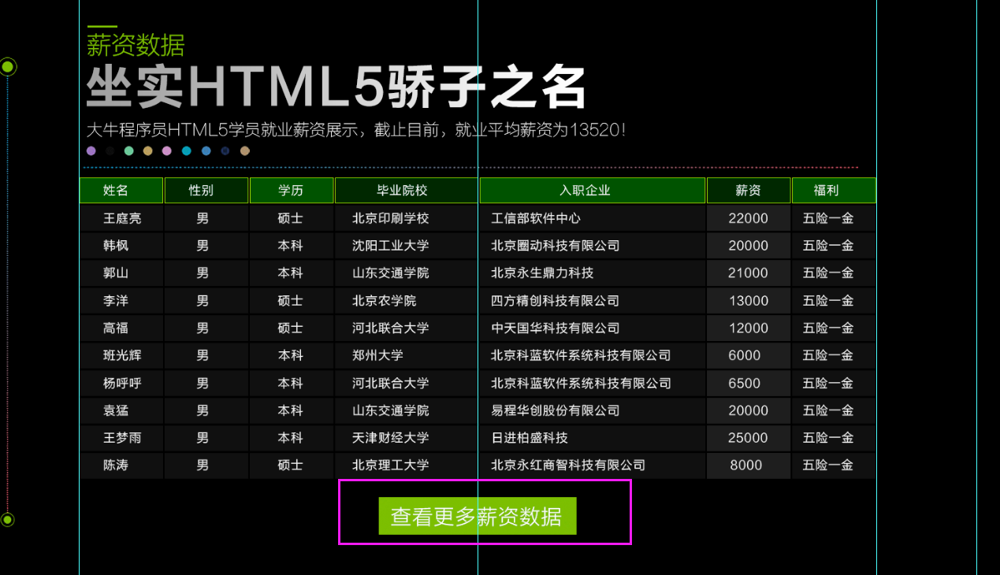 薪资数据
坐实HTML5骄子之名
大牛程序员HTML5学员就业薪资展示，截止目前，就业平均薪资为13520！
姓名 性别 学历 毕业院校 入职企业 薪资 福利
王庭亮 男 硕士 北京印刷学校 工信部软件中心 22000 五险一金
韩枫 男 本科 沈阳工业大学 北京圈动科技有限公司 20000 五险一金
郭山 男 本科 山东交通学院 北京永生鼎力科技 21000 五险一金
李洋 男 硕士 北京农学院 四方精创科技有限公司 13000 五险一金
高福 男 硕士 河北联合大学 中天国华科技有限公司 12000 五险一金
班光辉 男 本科 郑州大学 北京科蓝软件系统科技有限公司 6000 五险一金
杨呼呼 男 本科 河北联合大学 北京科蓝软件系统科技有限公司 6500 五险一金
袁猛 男 本科 山东交通学院 易程华创股份有限公司 20000 五险一金
王梦雨 男 本科 天津财经大学 日进柏盛科技 25000 五险一金
陈涛 男 硕士 北京理工大学 北京永红商智科技有限公司 8000 五险一金
查看更多薪资数据